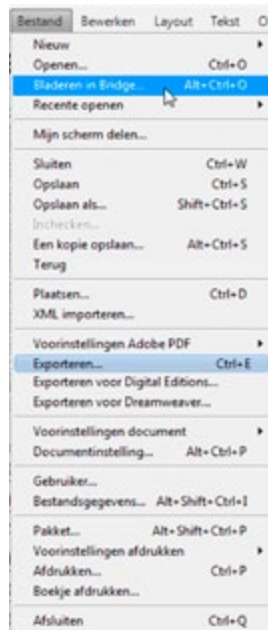 Bestand Bewerken Layout Tekst O
Nieuw
Openen... Ctrl+O
Bladeren in Bridge... Alt+Ctrl+O
Recente openen
Mijn scherm delen...
Sluiten Ctrl+W
Opslaan Ctrl+S
Opslaan als... Shift+Ctrl+S
Inchecken...
Een kopie opslaan... Alt+Ctrl+S
Terug
Plaatsen... Ctrl+D
XML importeren...
Voorinstellingen Adobe PDF
Exporteren... Ctrl+E
Exporteren voor Digital Editions...
Exporteren voor Dreamweaver...
Voorinstellingen document
Documentinstelling... Alt+Ctrl+P
Gebruiker...
Bestandsgegevens... Alt+Shift+Ctrl+I
Pakket... Alt+Shift+Ctrl+P
Voorinstellingen afdrukken
Afdrukken... Ctrl+P
Boekje afdrukken...
Afsluiten Ctrl+Q